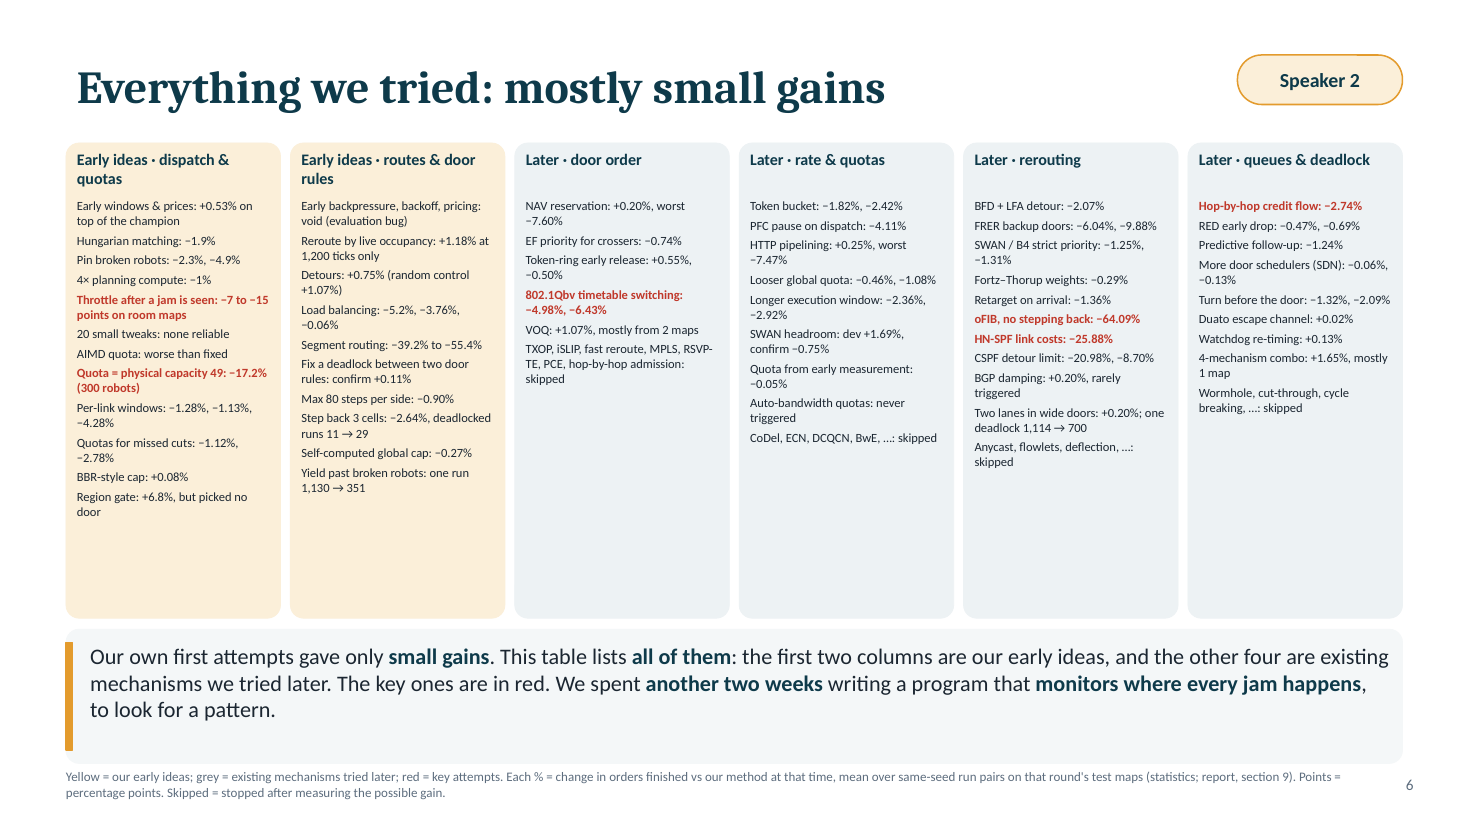 Everything we tried: mostly small gains
Speaker 2
Early ideas · dispatch &
quotas
Early windows & prices: +0.53% on
top of the champion
Hungarian matching: −1.9%
Pin broken robots: −2.3%, −4.9%
4× planning compute: −1%
Throttle after a jam is seen: −7 to −15
points on room maps
20 small tweaks: none reliable
AIMD quota: worse than fixed
Quota = physical capacity 49: −17.2%
(300 robots)
Per-link windows: −1.28%, −1.13%,
−4.28%
Quotas for missed cuts: −1.12%,
−2.78%
BBR-style cap: +0.08%
Region gate: +6.8%, but picked no
door
Early ideas · routes & door
rules
Early backpressure, backoff, pricing:
void (evaluation bug)
Reroute by live occupancy: +1.18% at
1,200 ticks only
Detours: +0.75% (random control
+1.07%)
Load balancing: −5.2%, −3.76%,
−0.06%
Segment routing: −39.2% to −55.4%
Fix a deadlock between two door
rules: confirm +0.11%
Max 80 steps per side: −0.90%
Step back 3 cells: −2.64%, deadlocked
runs 11 → 29
Self-computed global cap: −0.27%
Yield past broken robots: one run
1,130 → 351
Later · door order
NAV reservation: +0.20%, worst
−7.60%
EF priority for crossers: −0.74%
Token-ring early release: +0.55%,
−0.50%
802.1Qbv timetable switching:
−4.98%, −6.43%
VOQ: +1.07%, mostly from 2 maps
TXOP, iSLIP, fast reroute, MPLS, RSVP-
TE, PCE, hop-by-hop admission:
skipped
Later · rate & quotas
Token bucket: −1.82%, −2.42%
PFC pause on dispatch: −4.11%
HTTP pipelining: +0.25%, worst
−7.47%
Looser global quota: −0.46%, −1.08%
Longer execution window: −2.36%,
−2.92%
SWAN headroom: dev +1.69%,
confirm −0.75%
Quota from early measurement:
−0.05%
Auto-bandwidth quotas: never
triggered
CoDel, ECN, DCQCN, BwE, …: skipped
Later · rerouting
BFD + LFA detour: −2.07%
FRER backup doors: −6.04%, −9.88%
SWAN / B4 strict priority: −1.25%,
−1.31%
Fortz–Thorup weights: −0.29%
Retarget on arrival: −1.36%
oFIB, no stepping back: −64.09%
HN-SPF link costs: −25.88%
CSPF detour limit: −20.98%, −8.70%
BGP damping: +0.20%, rarely
triggered
Two lanes in wide doors: +0.20%; one
deadlock 1,114 → 700
Anycast, flowlets, deflection, …:
skipped
Later · queues & deadlock
Hop-by-hop credit flow: −2.74%
RED early drop: −0.47%, −0.69%
Predictive follow-up: −1.24%
More door schedulers (SDN): −0.06%,
−0.13%
Turn before the door: −1.32%, −2.09%
Duato escape channel: +0.02%
Watchdog re-timing: +0.13%
4-mechanism combo: +1.65%, mostly
1 map
Wormhole, cut-through, cycle
breaking, …: skipped
Our own first attempts gave only small gains. This table lists all of them: the first two columns are our early ideas, and the other four are existing
mechanisms we tried later. The key ones are in red. We spent another two weeks writing a program that monitors where every jam happens,
to look for a pattern.
Yellow = our early ideas; grey = existing mechanisms tried later; red = key attempts. Each % = change in orders finished vs our method at that time, mean over same-seed run pairs on that round's test maps (statistics; report, section 9). Points =
percentage points. Skipped = stopped after measuring the possible gain.
6